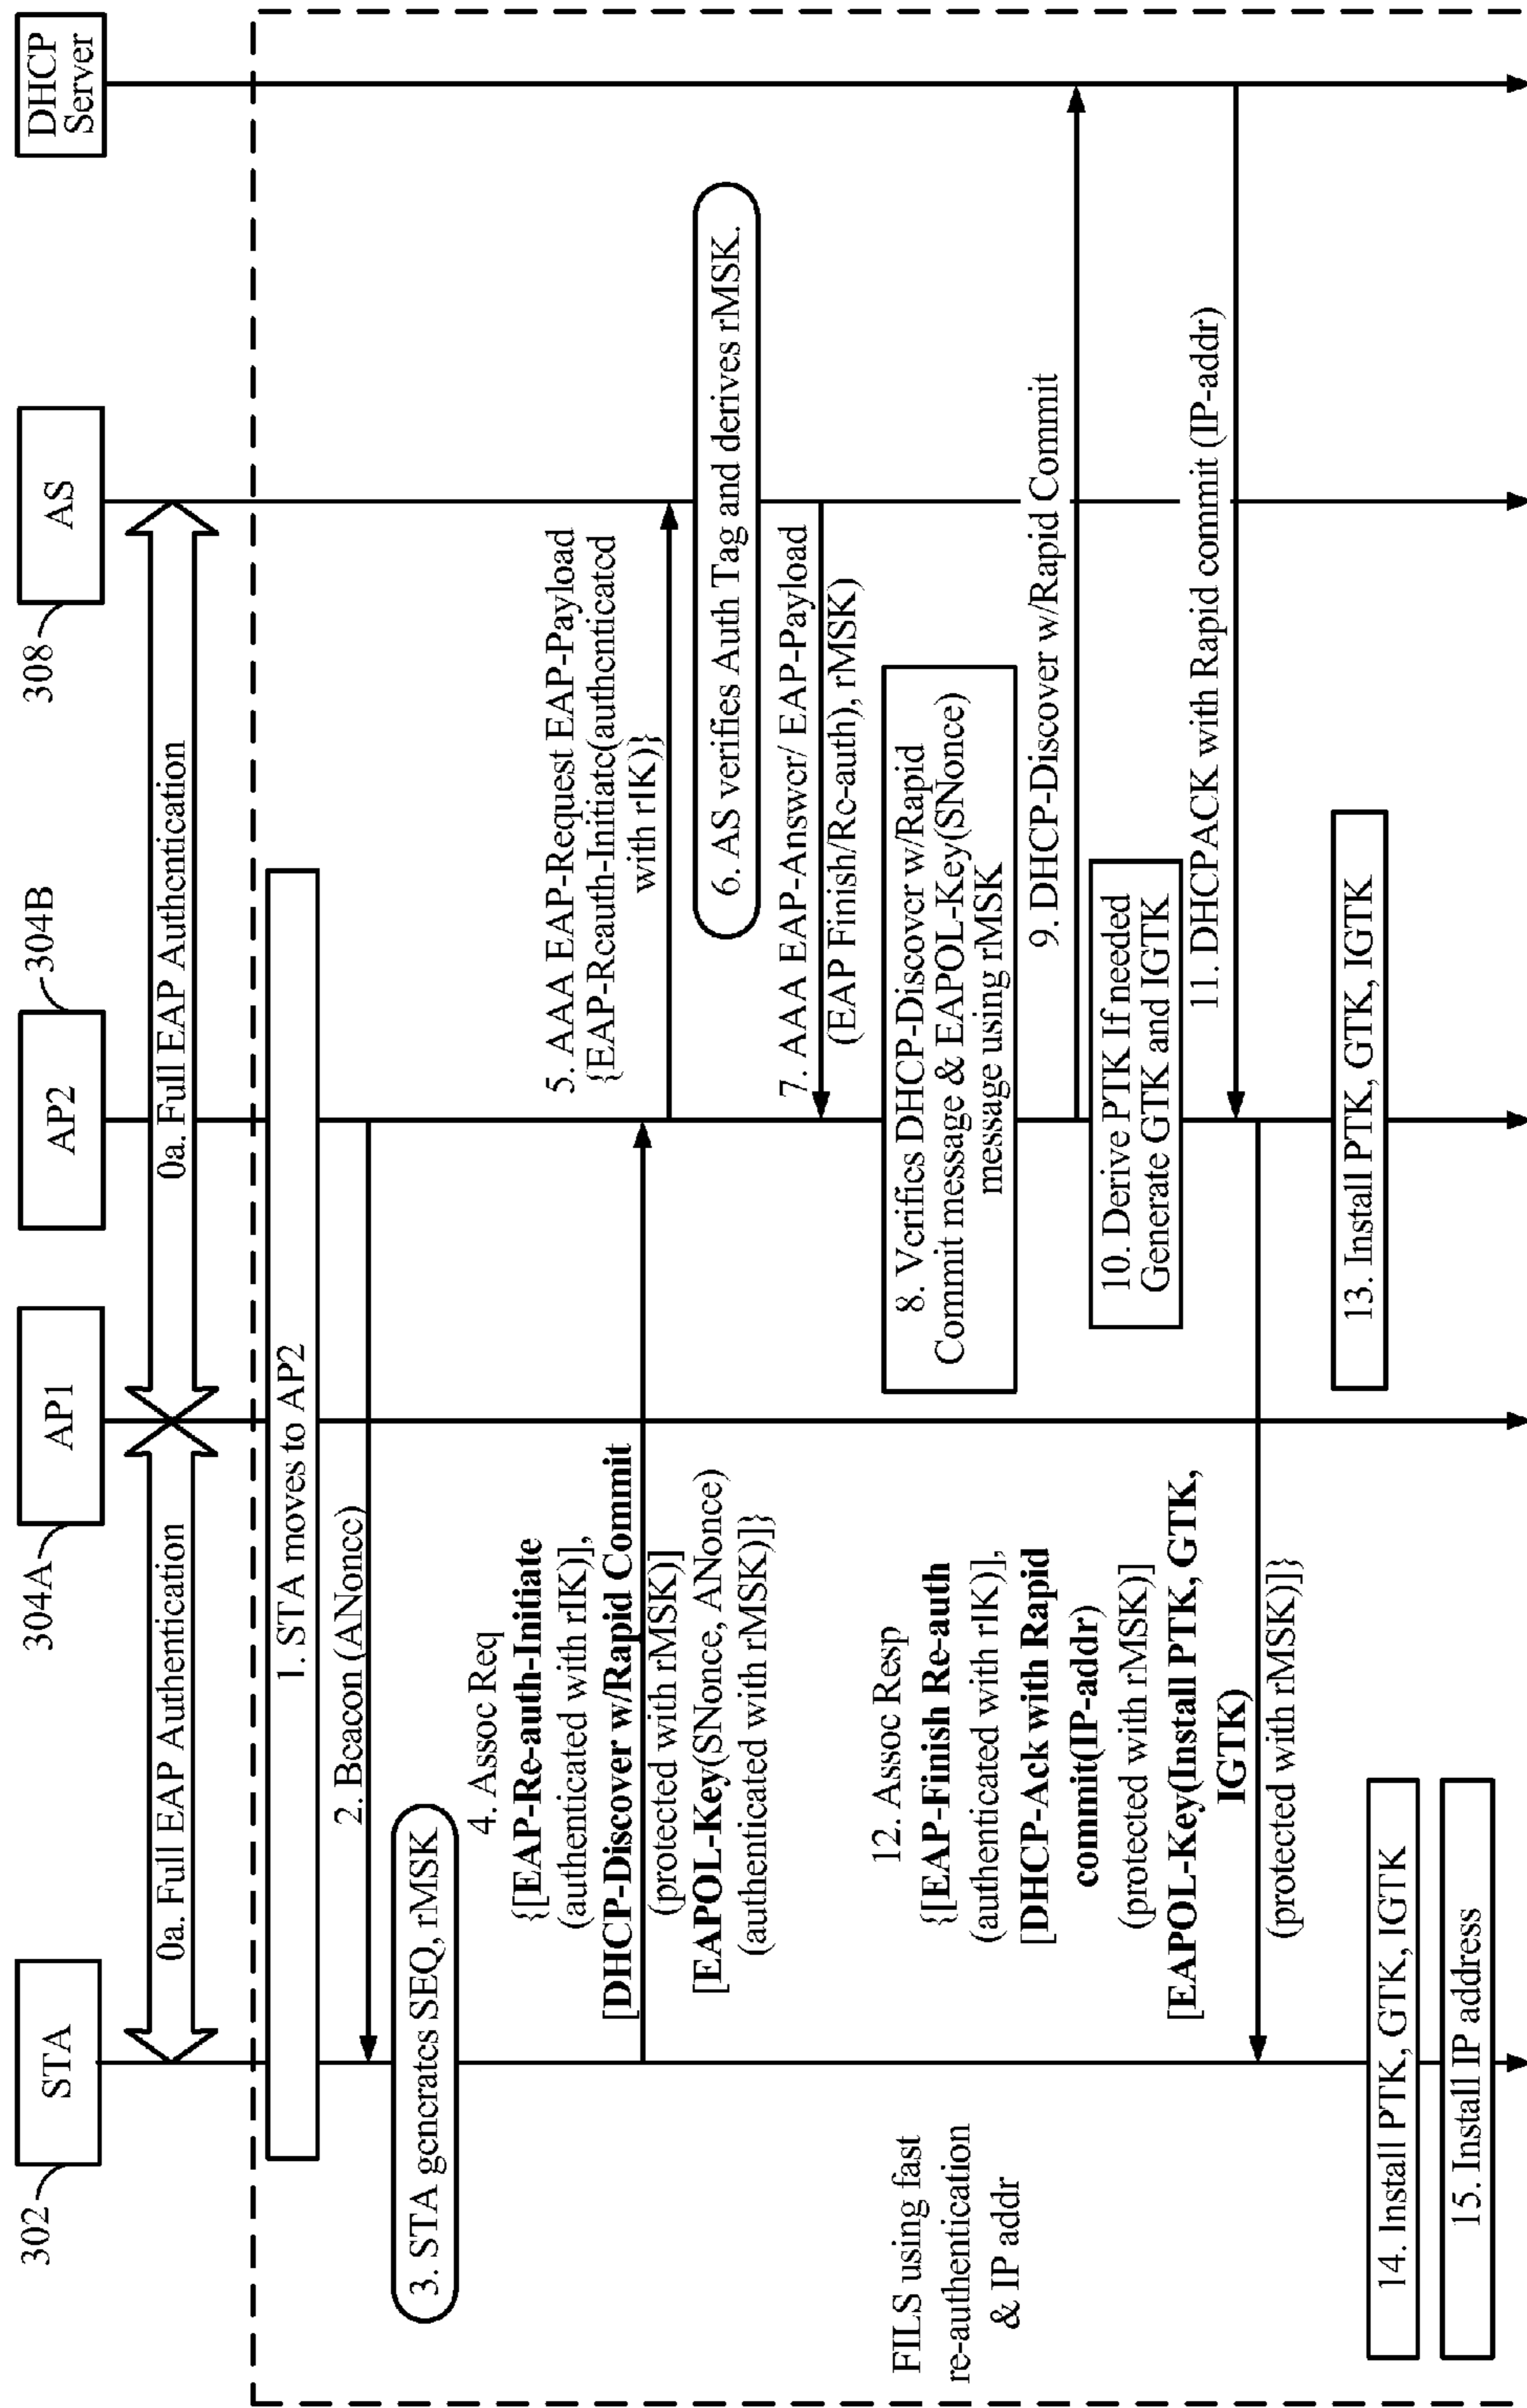 302
STA
304A
AP1
AP2
304B
308
AS
DHCP
Server
0a. Full EAP Authentication
0a. Full EAP Authentication
1. STA moves to AP2
2. Beacon (ANonce)
3. STA generates SEQ, rMSK
4. Assoc Req
{[EAP-Re-auth-Initiate
(authenticated with rIK)],
[DHCP-Discover w/Rapid Commit
(protected with rMSK)]
[EAPOL-Key(SNonce, ANonce)
(authenticated with rMSK)]}
5. AAA EAP-Request EAP-Payload
{EAP-Reauth-Initiate(authenticated
with rIK)}
6. AS verifies Auth Tag and derives rMSK.
7. AAA EAP-Answer/ EAP-Payload
(EAP Finish/Re-auth), rMSK)
8. Verifies DHCP-Discover w/Rapid
Commit message & EAPOL-Key(SNonce)
message using rMSK
9. DHCP-Discover w/Rapid Commit
10. Derive PTK If needed
Generate GTK and IGTK
11. DHCPACK with Rapid commit (IP-addr)
12. Assoc Resp
{[EAP-Finish Re-auth
(authenticated with rIK)],
[DHCP-Ack with Rapid
commit(IP-addr)
(protected with rMSK)]
[EAPOL-Key(Install PTK, GTK,
IGTK)
(protected with rMSK)]}
13. Install PTK, GTK, IGTK
FILS using fast
re-authentication
& IP addr
14. Install PTK, GTK, IGTK
15. Install IP address